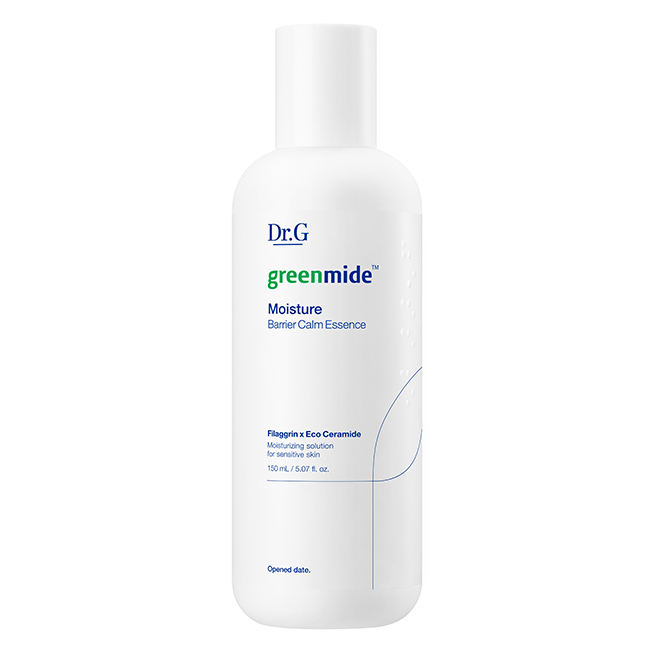 Dr.G
greenmide™
Moisture
Barrier Calm Essence
Filaggrin x Eco Ceramide
Moisturizing solution
for sensitive skin
150 mL / 5.07 fl. oz.
Opened date.